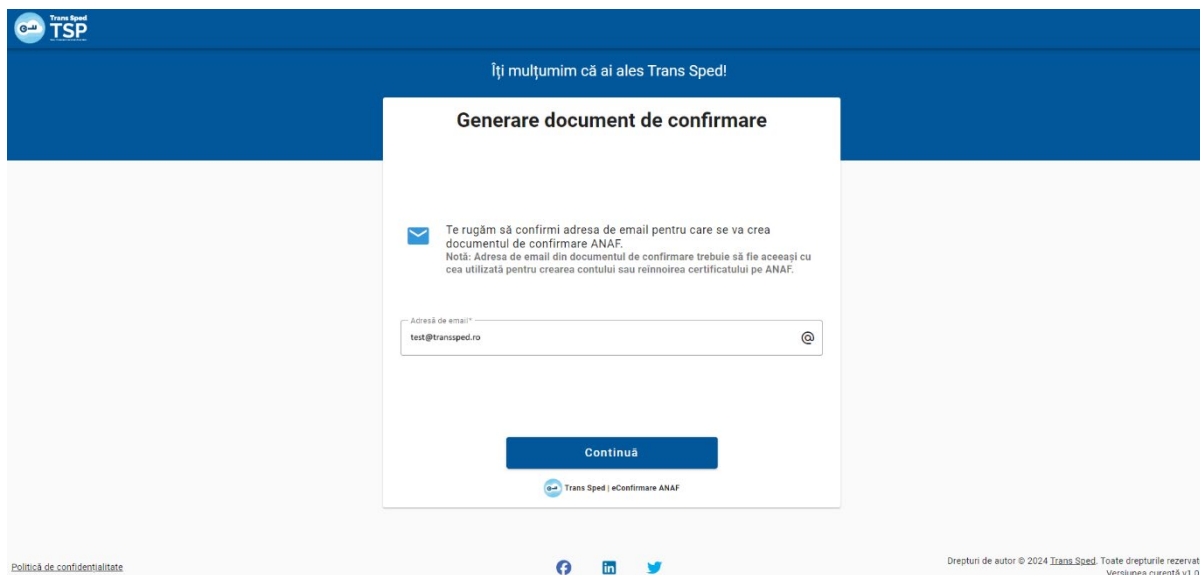 Trans Sped
TSP
Îți mulțumim că ai ales Trans Sped!
Generare document de confirmare
Te rugăm să confirmi adresa de email pentru care se va crea
documentul de confirmare ANAF.
Notă: Adresa de email din documentul de confirmare trebuie să fie aceeași cu
cea utilizată pentru crearea contului sau reînnoirea certificatului pe ANAF.
Adresă de email*
test@transsped.ro
Continuă
Trans Sped | eConfirmare ANAF
Politică de confidențialitate
Drepturi de autor © 2024 Trans Sped. Toate drepturile rezervat
Versiunea curentă v1.0